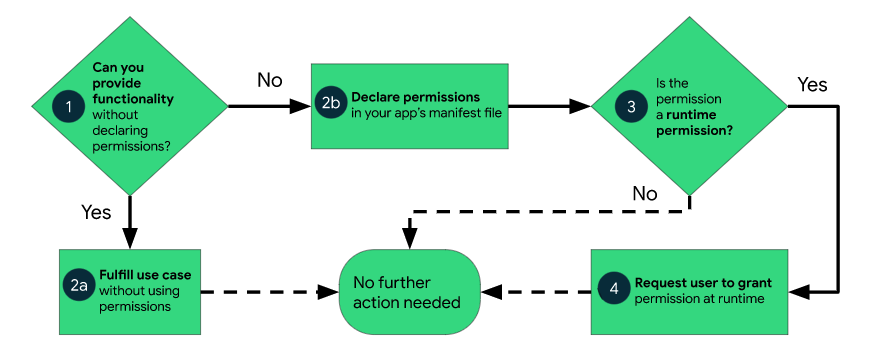 1
Can you
provide
functionality
without
declaring
permissions?
No
2b
Declare permissions
in your app's manifest file
3
Is the
permission
a runtime
permission?
Yes
Yes
No
2a
Fulfill use case
without using
permissions
No further
action needed
4
Request user to grant
permission at runtime